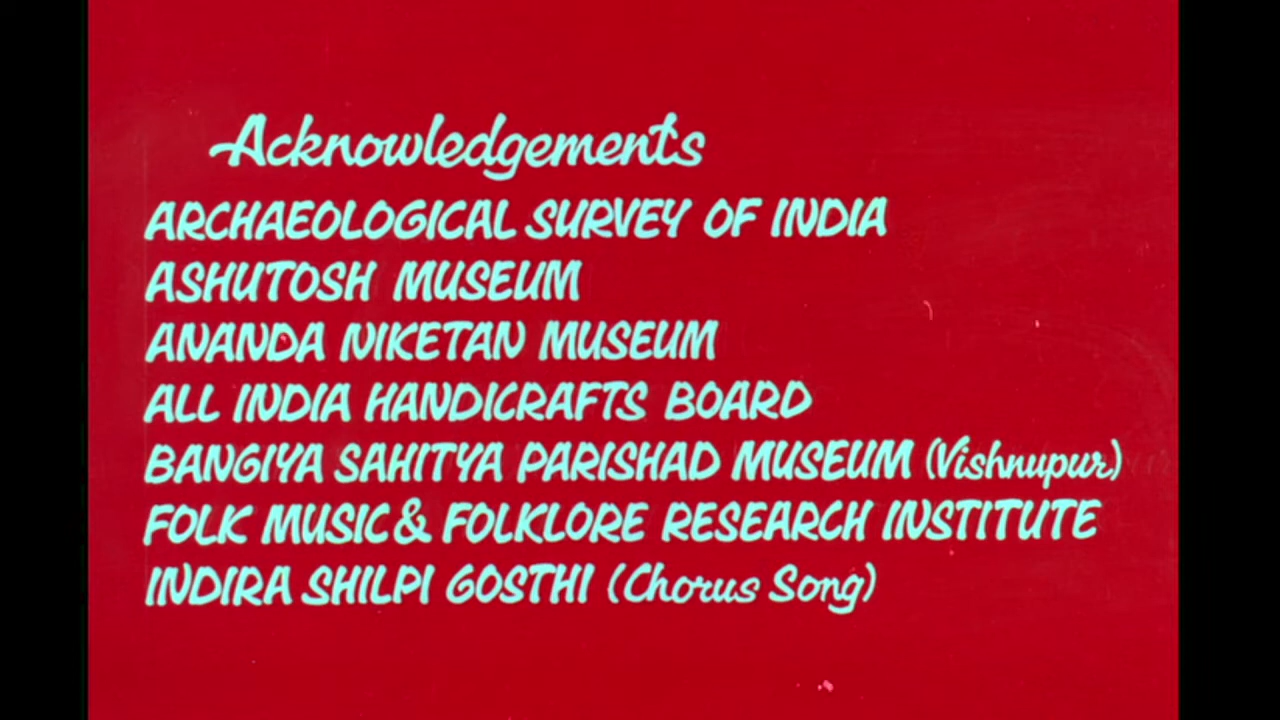 Acknowledgements
ARCHAEOLOGICAL SURVEY OF INDIA
ASHUTOSH MUSEUM
ANANDA NIKETAN MUSEUM
ALL INDIA HANDICRAFTS BOARD
BANGIYA SAHITYA PARISHAD MUSEUM (Vishnupur)
FOLK MUSIC & FOLKLORE RESEARCH INSTITUTE
INDIRA SHILPI GOSTHI (Chorus Song)